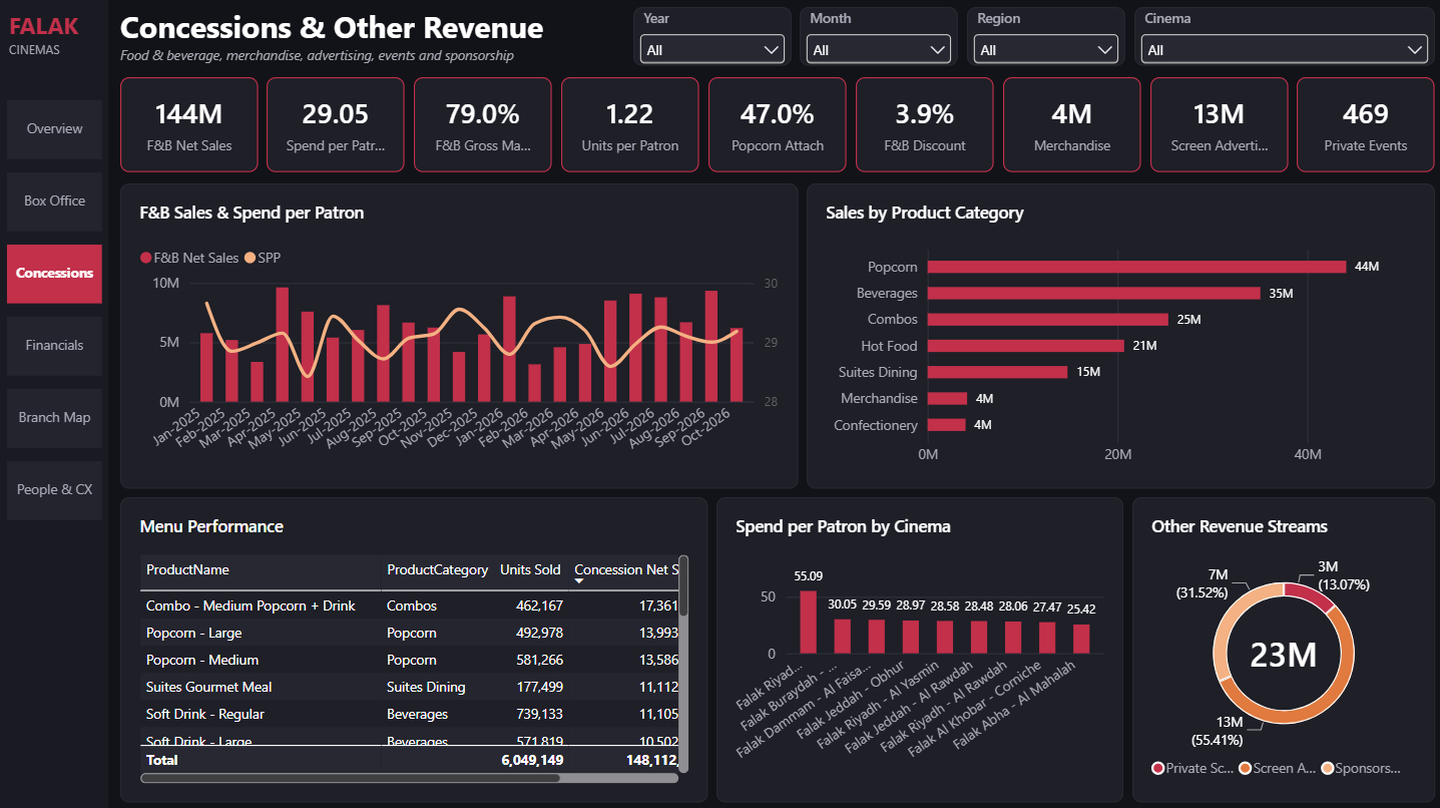 FALAK
CINEMAS
Overview
Box Office
Concessions
Financials
Branch Map
People & CX
Concessions & Other Revenue
Food & beverage, merchandise, advertising, events and sponsorship
Year
All
Month
All
Region
All
Cinema
All
144M
F&B Net Sales
29.05
Spend per Patr...
79.0%
F&B Gross Ma...
1.22
Units per Patron
47.0%
Popcorn Attach
3.9%
F&B Discount
4M
Merchandise
13M
Screen Adverti...
469
Private Events
F&B Sales & Spend per Patron
F&B Net Sales SPP
10M
5M
0M
30
29
28
Jan-2025
Feb-2025
Mar-2025
Apr-2025
May-2025
Jun-2025
Jul-2025
Aug-2025
Sep-2025
Oct-2025
Nov-2025
Dec-2025
Jan-2026
Feb-2026
Mar-2026
Apr-2026
May-2026
Jun-2026
Jul-2026
Aug-2026
Sep-2026
Oct-2026
Sales by Product Category
Popcorn 44M
Beverages 35M
Combos 25M
Hot Food 21M
Suites Dining 15M
Merchandise 4M
Confectionery 4M
0M 20M 40M
Menu Performance
ProductName ProductCategory Units Sold Concession Net S
Combo - Medium Popcorn + Drink Combos 462,167 17,361
Popcorn - Large Popcorn 492,978 13,993
Popcorn - Medium Popcorn 581,266 13,586
Suites Gourmet Meal Suites Dining 177,499 11,112
Soft Drink - Regular Beverages 739,133 11,105
Soft Drink - Large Beverages 571,819 10,502
Total 6,049,149 148,112,
Spend per Patron by Cinema
50
0
55.09
30.05
29.59
28.97
28.58
28.48
28.06
27.47
25.42
Falak Riyad...
Falak Buraydah - ...
Falak Dammam - Al Faisa...
Falak Jeddah - Obhur
Falak Riyadh - Al Yasmin
Falak Jeddah - Al Rawdah
Falak Riyadh - Al Rawdah
Falak Al Khobar - Corniche
Falak Abha - Al Mahalah
Other Revenue Streams
3M
(13.07%)
7M
(31.52%)
23M
13M
(55.41%)
Private Sc... Screen A... Sponsors...